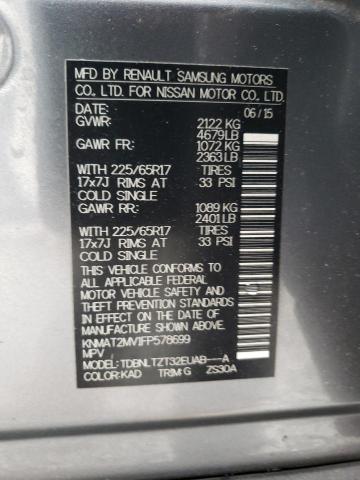 MFD BY RENAULT SAMSUNG MOTORS
CO., LTD. FOR NISSAN MOTOR CO., LTD.
DATE: 06/15
GVWR: 2122 KG
4679 LB
GAWR FR: 1072 KG
2363 LB
WITH 225/65R17 TIRES
17x7J RIMS AT 33 PSI
COLD SINGLE
GAWR RR: 1089 KG
2401 LB
WITH 225/65R17 TIRES
17x7J RIMS AT 33 PSI
COLD SINGLE
THIS VEHICLE CONFORMS TO
ALL APPLICABLE FEDERAL
MOTOR VEHICLE SAFETY AND
THEFT PREVENTION STANDARDS
IN EFFECT ON THE DATE OF
MANUFACTURE SHOWN ABOVE.
KNMAT2MV1FP578699
MPV
MODEL: TDBNLTZT32EUAB---A
COLOR: KAD TRIM: G ZS30A